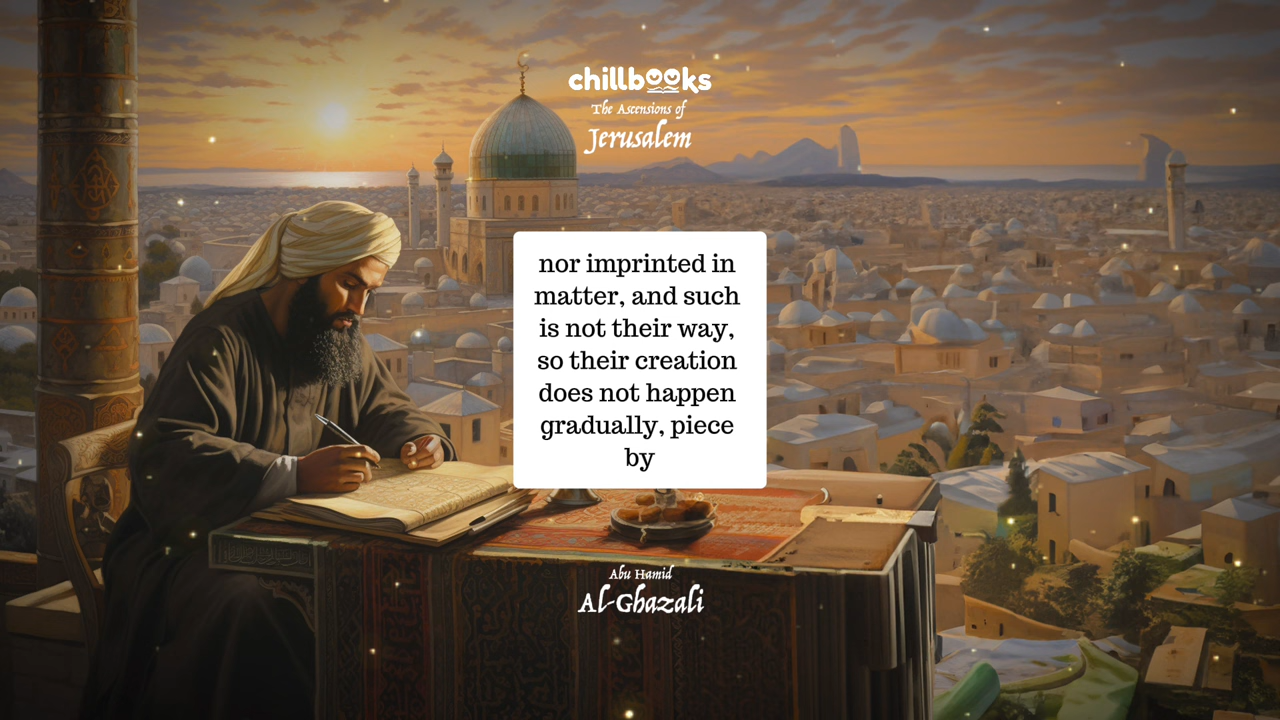 chillbooks
The Ascensions of
Jerusalem
nor imprinted in
matter, and such
is not their way,
so their creation
does not happen
gradually, piece
by
Abu Hamid
Al-Ghazali